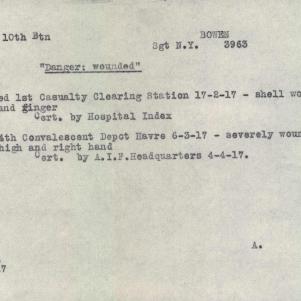 10th Btn BOWEN
Sgt N.Y. 3963
"Danger: wounded"
ed 1st Casualty Clearing Station 17-2-17 - shell wo
and ginger
Cert. by Hospital Index
4th Convalescent Depot Havre 6-3-17 - severely wou
high and right hand
Cert. by A.I.F.Headquarters 4-4-17.
A.
7